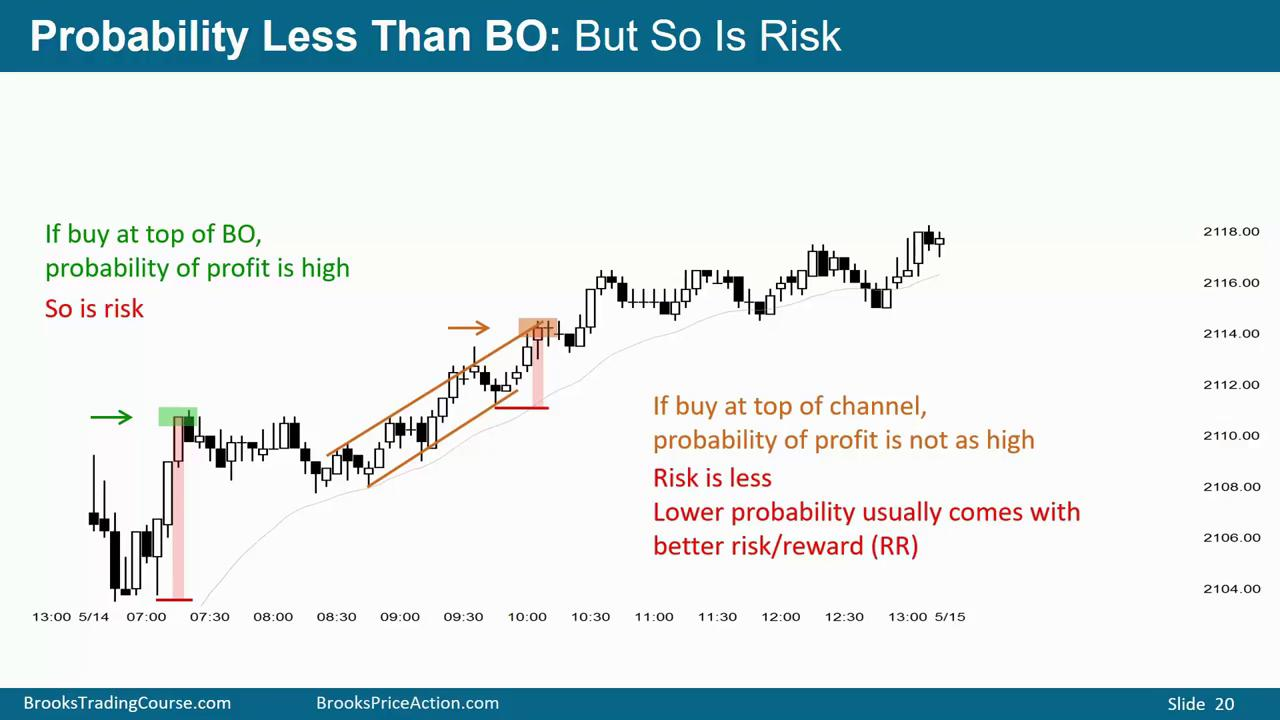 Probability Less Than BO: But So Is Risk
If buy at top of BO,
probability of profit is high
So is risk
If buy at top of channel,
probability of profit is not as high
Risk is less
Lower probability usually comes with
better risk/reward (RR)
2118.00
2116.00
2114.00
2112.00
2110.00
2108.00
2106.00
2104.00
13:00 5/14 07:00 07:30 08:00 08:30 09:00 09:30 10:00 10:30 11:00 11:30 12:00 12:30 13:00 5/15
BrooksTradingCourse.com BrooksPriceAction.com Slide 20